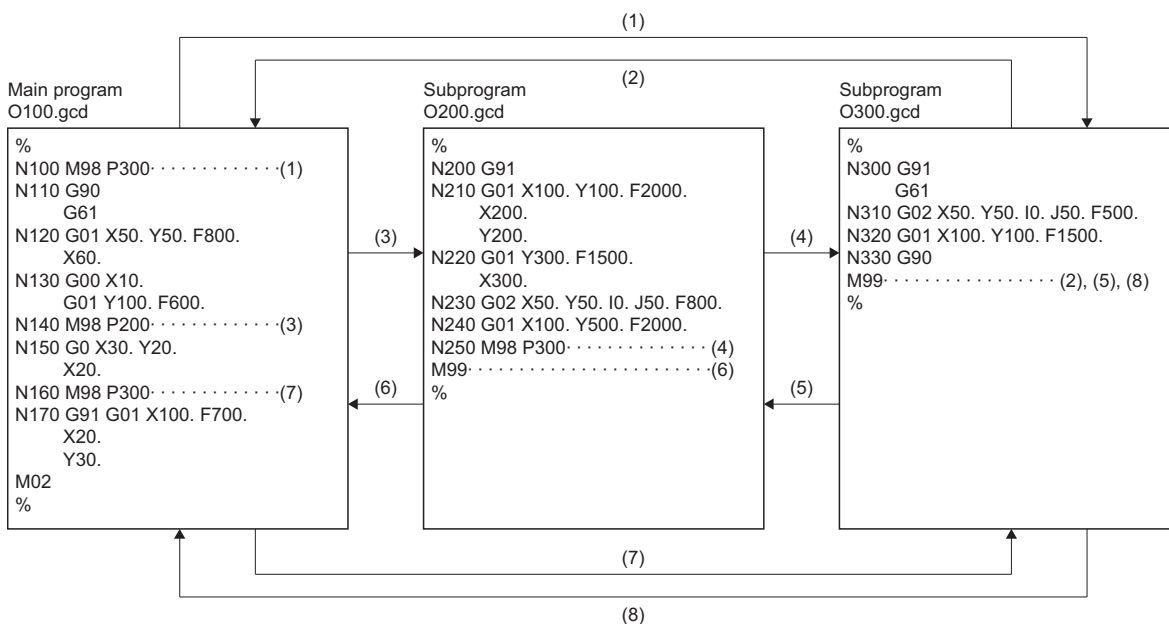 (1)
(2)
Main program
O100.gcd
%
N100 M98 P300·············(1)
N110 G90
G61
N120 G01 X50. Y50. F800.
X60.
N130 G00 X10.
G01 Y100. F600.
N140 M98 P200·············(3)
N150 G0 X30. Y20.
X20.
N160 M98 P300·············(7)
N170 G91 G01 X100. F700.
X20.
Y30.
M02
%
(3)
(6)
Subprogram
O200.gcd
%
N200 G91
N210 G01 X100. Y100. F2000.
X200.
Y200.
N220 G01 Y300. F1500.
X300.
N230 G02 X50. Y50. I0. J50. F800.
N240 G01 X100. Y500. F2000.
N250 M98 P300··············(4)
M99························(6)
%
(4)
(5)
Subprogram
O300.gcd
%
N300 G91
G61
N310 G02 X50. Y50. I0. J50. F500.
N320 G01 X100. Y100. F1500.
N330 G90
M99················· (2), (5), (8)
%
(7)
(8)